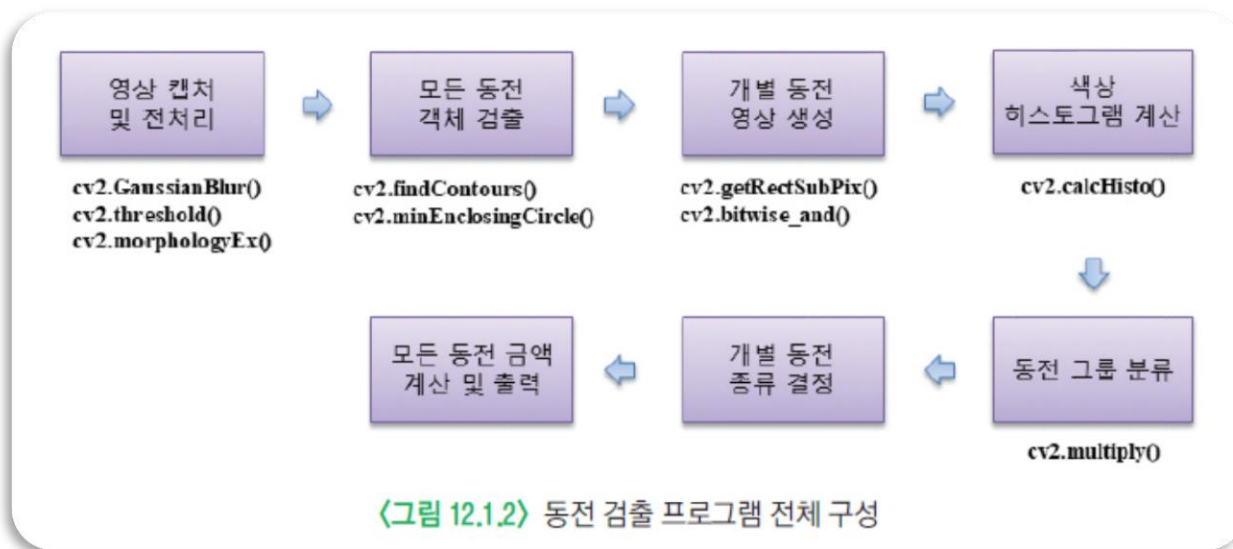 영상 캡처
및 전처리
cv2.GaussianBlur()
cv2.threshold()
cv2.morphologyEx()
모든 동전
객체 검출
cv2.findContours()
cv2.minEnclosingCircle()
개별 동전
영상 생성
cv2.getRectSubPix()
cv2.bitwise_and()
색상
히스토그램 계산
cv2.calcHisto()
동전 그룹 분류
cv2.multiply()
개별 동전
종류 결정
모든 동전 금액
계산 및 출력
〈그림 12.1.2〉 동전 검출 프로그램 전체 구성